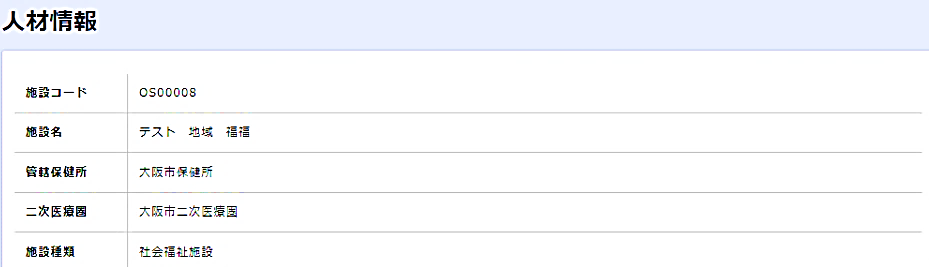 人材情報
施設コード OS00008
施設名 テスト　地域　福福
管轄保健所 大阪市保健所
二次医療圏 大阪市二次医療圏
施設種類 社会福祉施設